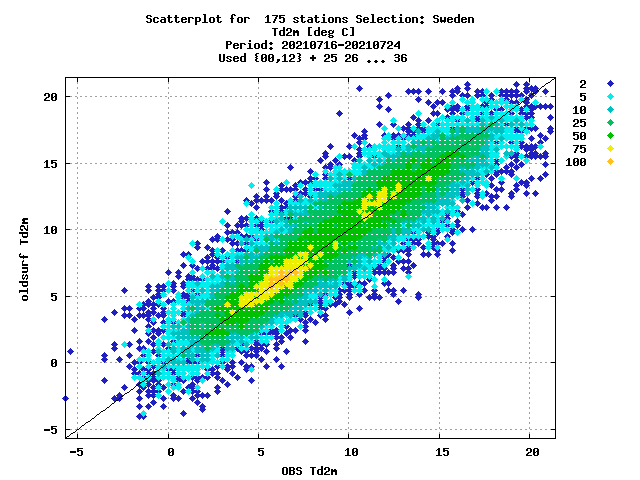 Scatterplot for  175 stations Selection: Sweden
Td2m [deg C]
Period: 20210716-20210724
Used {00,12} + 25 26 ... 36
2
5
10
25
50
75
100
20
15
10
5
0
-5
oldsurf Td2m
-5 0 5 10 15 20
OBS Td2m